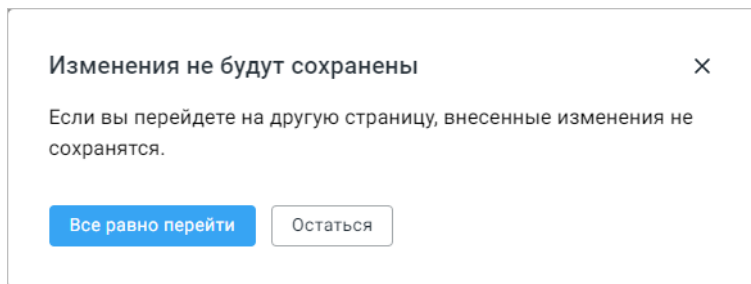 Изменения не будут сохранены
Если вы перейдете на другую страницу, внесенные изменения не
сохранятся.
Все равно перейти
Остаться